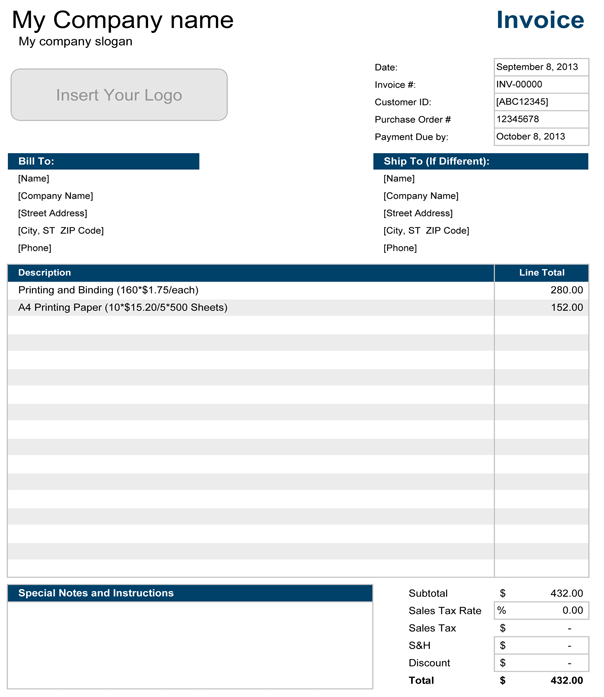 My Company name
Invoice
My company slogan
Insert Your Logo
Date: September 8, 2013
Invoice #: INV-00000
Customer ID: [ABC12345]
Purchase Order # 12345678
Payment Due by: October 8, 2013
Bill To:
[Name]
[Company Name]
[Street Address]
[City, ST  ZIP Code]
[Phone]
Ship To (If Different):
[Name]
[Company Name]
[Street Address]
[City, ST  ZIP Code]
[Phone]
Description Line Total
Printing and Binding (160*$1.75/each) 280.00
A4 Printing Paper (10*$15.20/5*500 Sheets) 152.00
Special Notes and Instructions
Subtotal $ 432.00
Sales Tax Rate % 0.00
Sales Tax $ -
S&H $ -
Discount $ -
Total $ 432.00